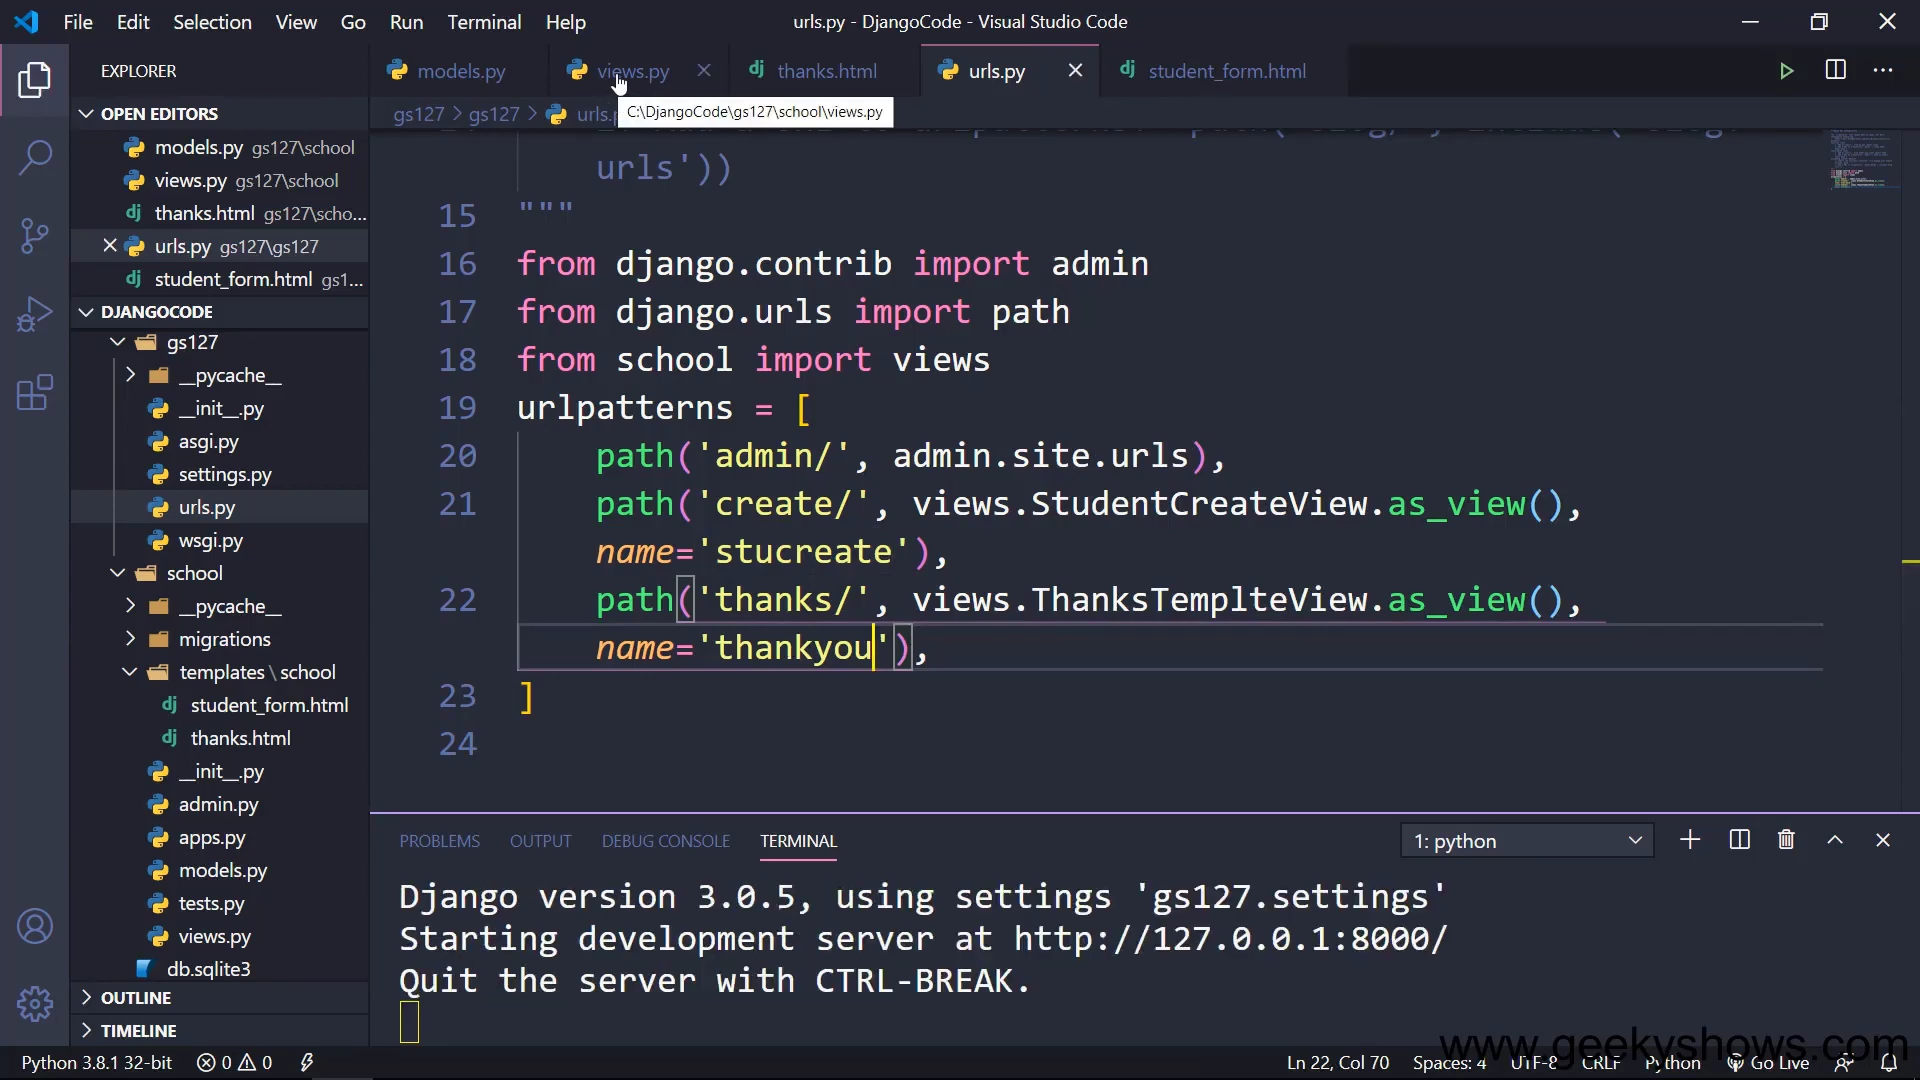 File Edit Selection View Go Run Terminal Help
urls.py - DjangoCode - Visual Studio Code
EXPLORER
OPEN EDITORS
models.py gs127\school
views.py gs127\school
thanks.html gs127\scho...
urls.py gs127\gs127
student_form.html gs1...
DJANGOCODE
gs127
__pycache__
__init__.py
asgi.py
settings.py
urls.py
wsgi.py
school
__pycache__
migrations
templates\school
student_form.html
thanks.html
__init__.py
admin.py
apps.py
models.py
tests.py
views.py
db.sqlite3
OUTLINE
TIMELINE
models.py views.py thanks.html urls.py student_form.html
gs127 > gs127 > urls.p
C:\DjangoCode\gs127\school\views.py
urls'))
15 """
16 from django.contrib import admin
17 from django.urls import path
18 from school import views
19 urlpatterns = [
20 path('admin/', admin.site.urls),
21 path('create/', views.StudentCreateView.as_view(),
name='stucreate'),
22 path('thanks/', views.ThanksTemplteView.as_view(),
name='thankyou'),
23 ]
24
PROBLEMS OUTPUT DEBUG CONSOLE TERMINAL
1: python
Django version 3.0.5, using settings 'gs127.settings'
Starting development server at http://127.0.0.1:8000/
Quit the server with CTRL-BREAK.
www.geekyshows.com
Python 3.8.1 32-bit 0 0
Ln 22, Col 70 Spaces: 4 UTF-8 CRLF Python Go Live